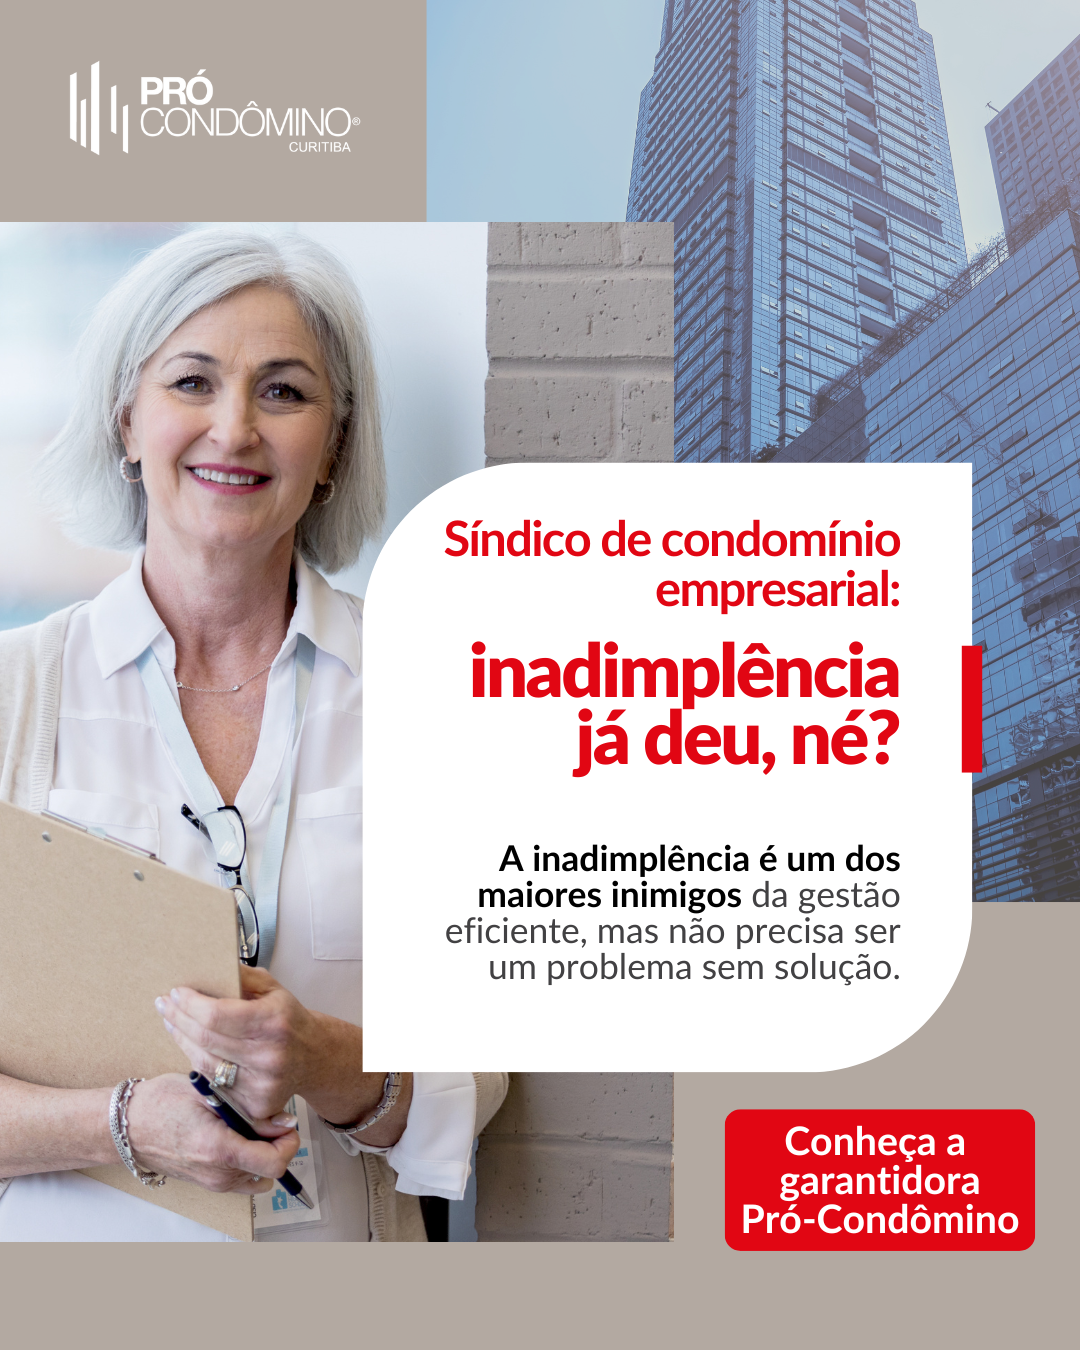 PRÓ
CONDÔMINO®
CURITIBA
Síndico de condomínio
empresarial:
inadimplência
já deu, né?
A inadimplência é um dos
maiores inimigos da gestão
eficiente, mas não precisa ser
um problema sem solução.
Conheça a
garantidora
Pró-Condômino